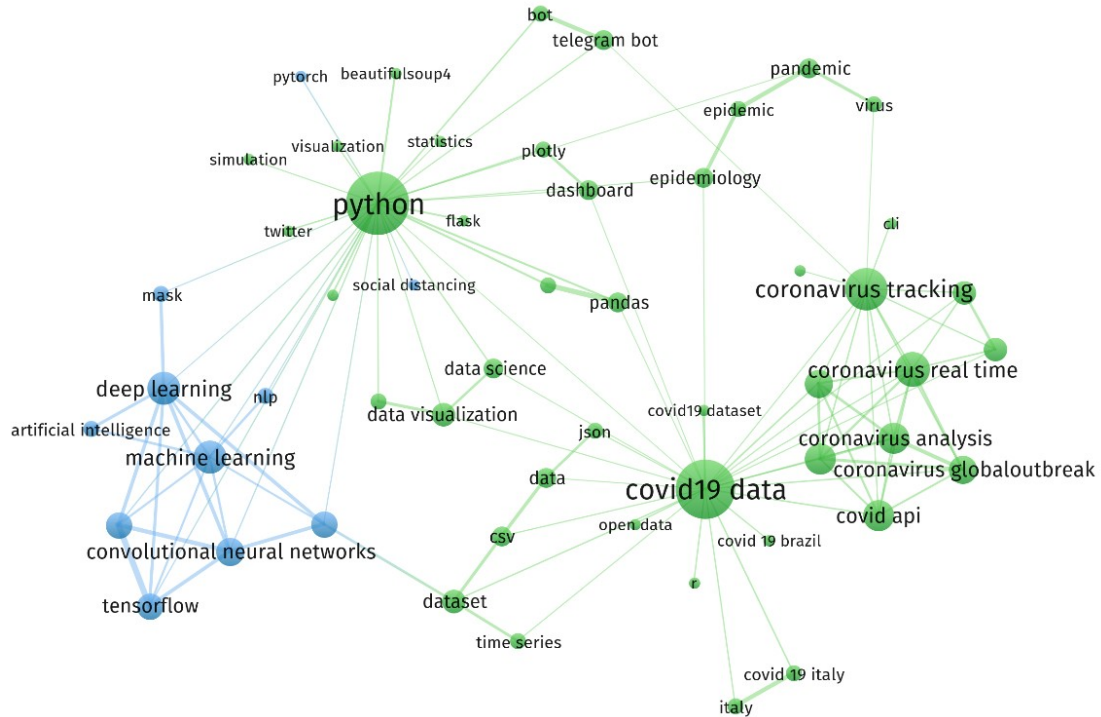 bot
telegram bot
pandemic
pytorch
beautifulsoup4
virus
epidemic
statistics
visualization
plotly
simulation
epidemiology
dashboard
python
flask
cli
twitter
social distancing
coronavirus tracking
mask
pandas
data science
coronavirus real time
deep learning
nlp
covid19 dataset
data visualization
artificial intelligence
json
coronavirus analysis
machine learning
coronavirus globaloutbreak
data
covid19 data
covid api
open data
csv
covid 19 brazil
convolutional neural networks
r
dataset
tensorflow
time series
covid 19 italy
italy